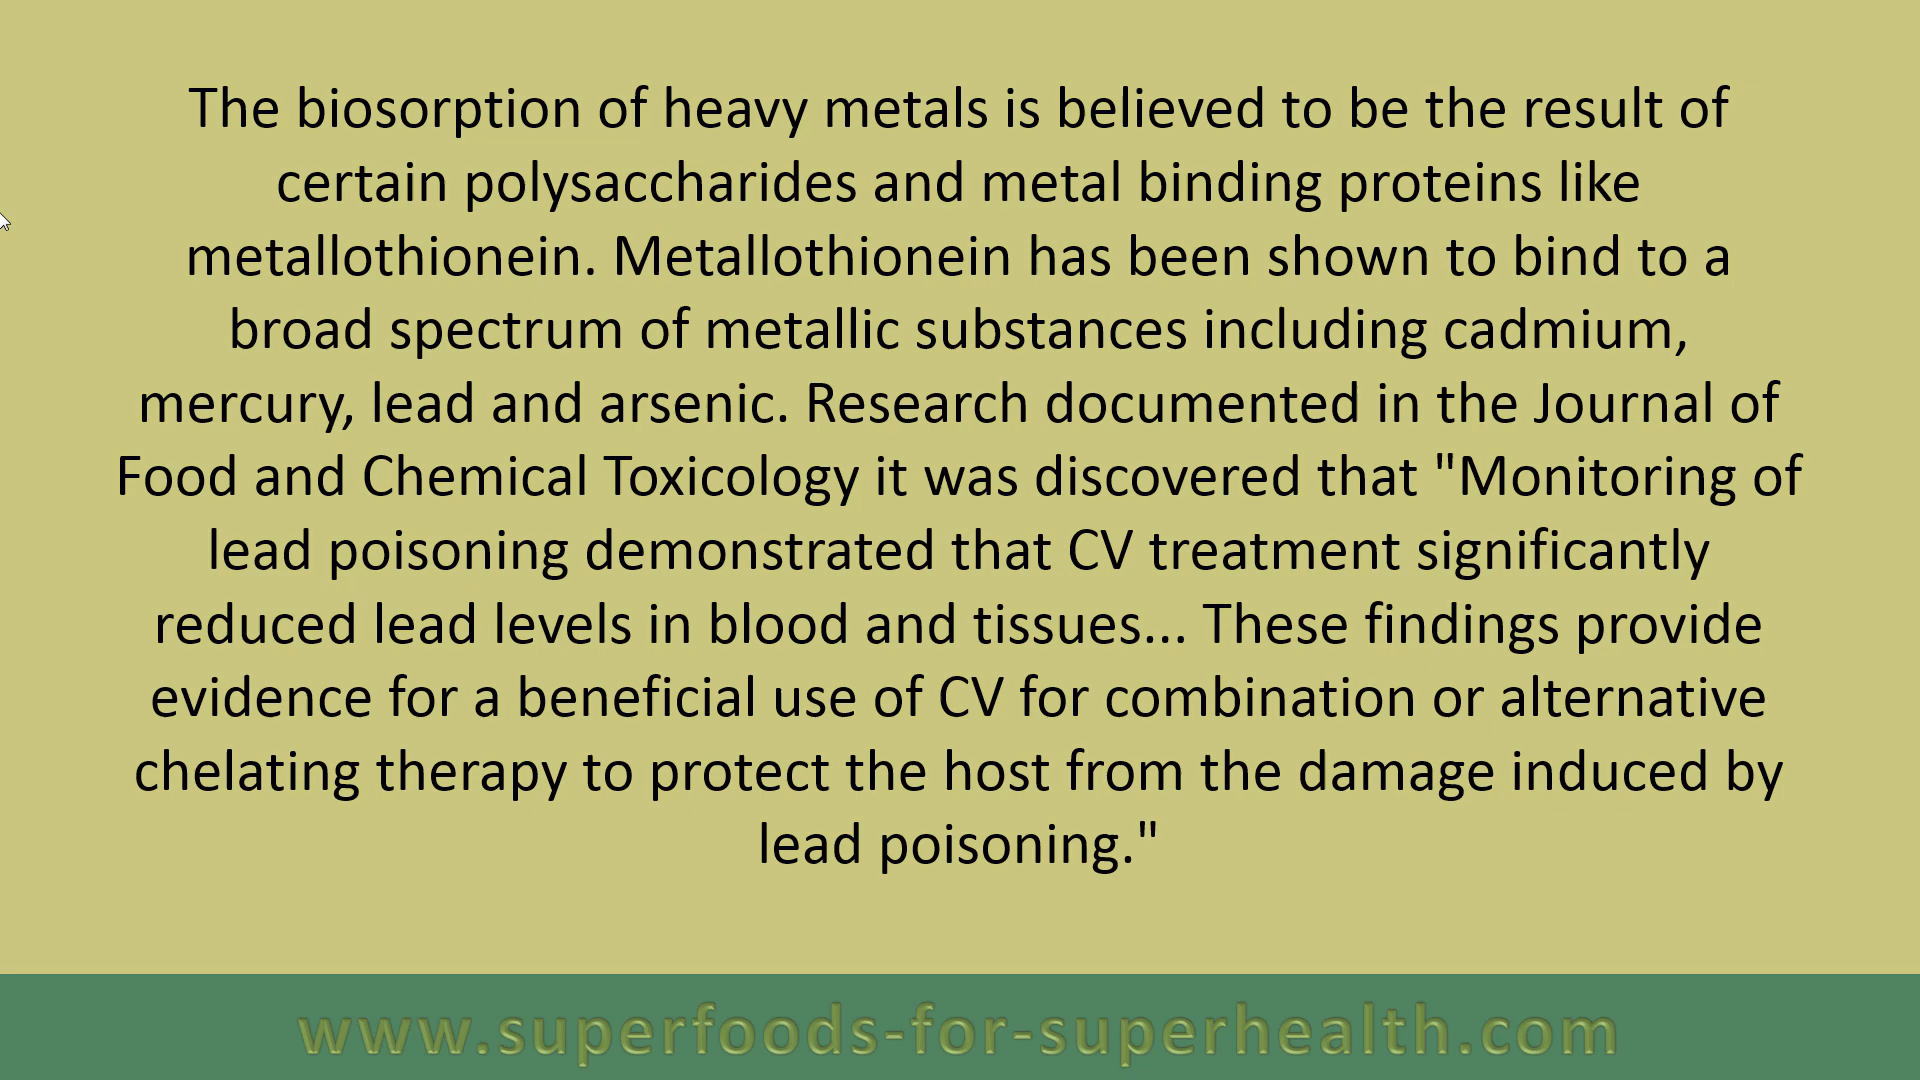 The biosorption of heavy metals is believed to be the result of
certain polysaccharides and metal binding proteins like
metallothionein. Metallothionein has been shown to bind to a
broad spectrum of metallic substances including cadmium,
mercury, lead and arsenic. Research documented in the Journal of
Food and Chemical Toxicology it was discovered that "Monitoring of
lead poisoning demonstrated that CV treatment significantly
reduced lead levels in blood and tissues... These findings provide
evidence for a beneficial use of CV for combination or alternative
chelating therapy to protect the host from the damage induced by
lead poisoning."
www.superfoods-for-superhealth.com